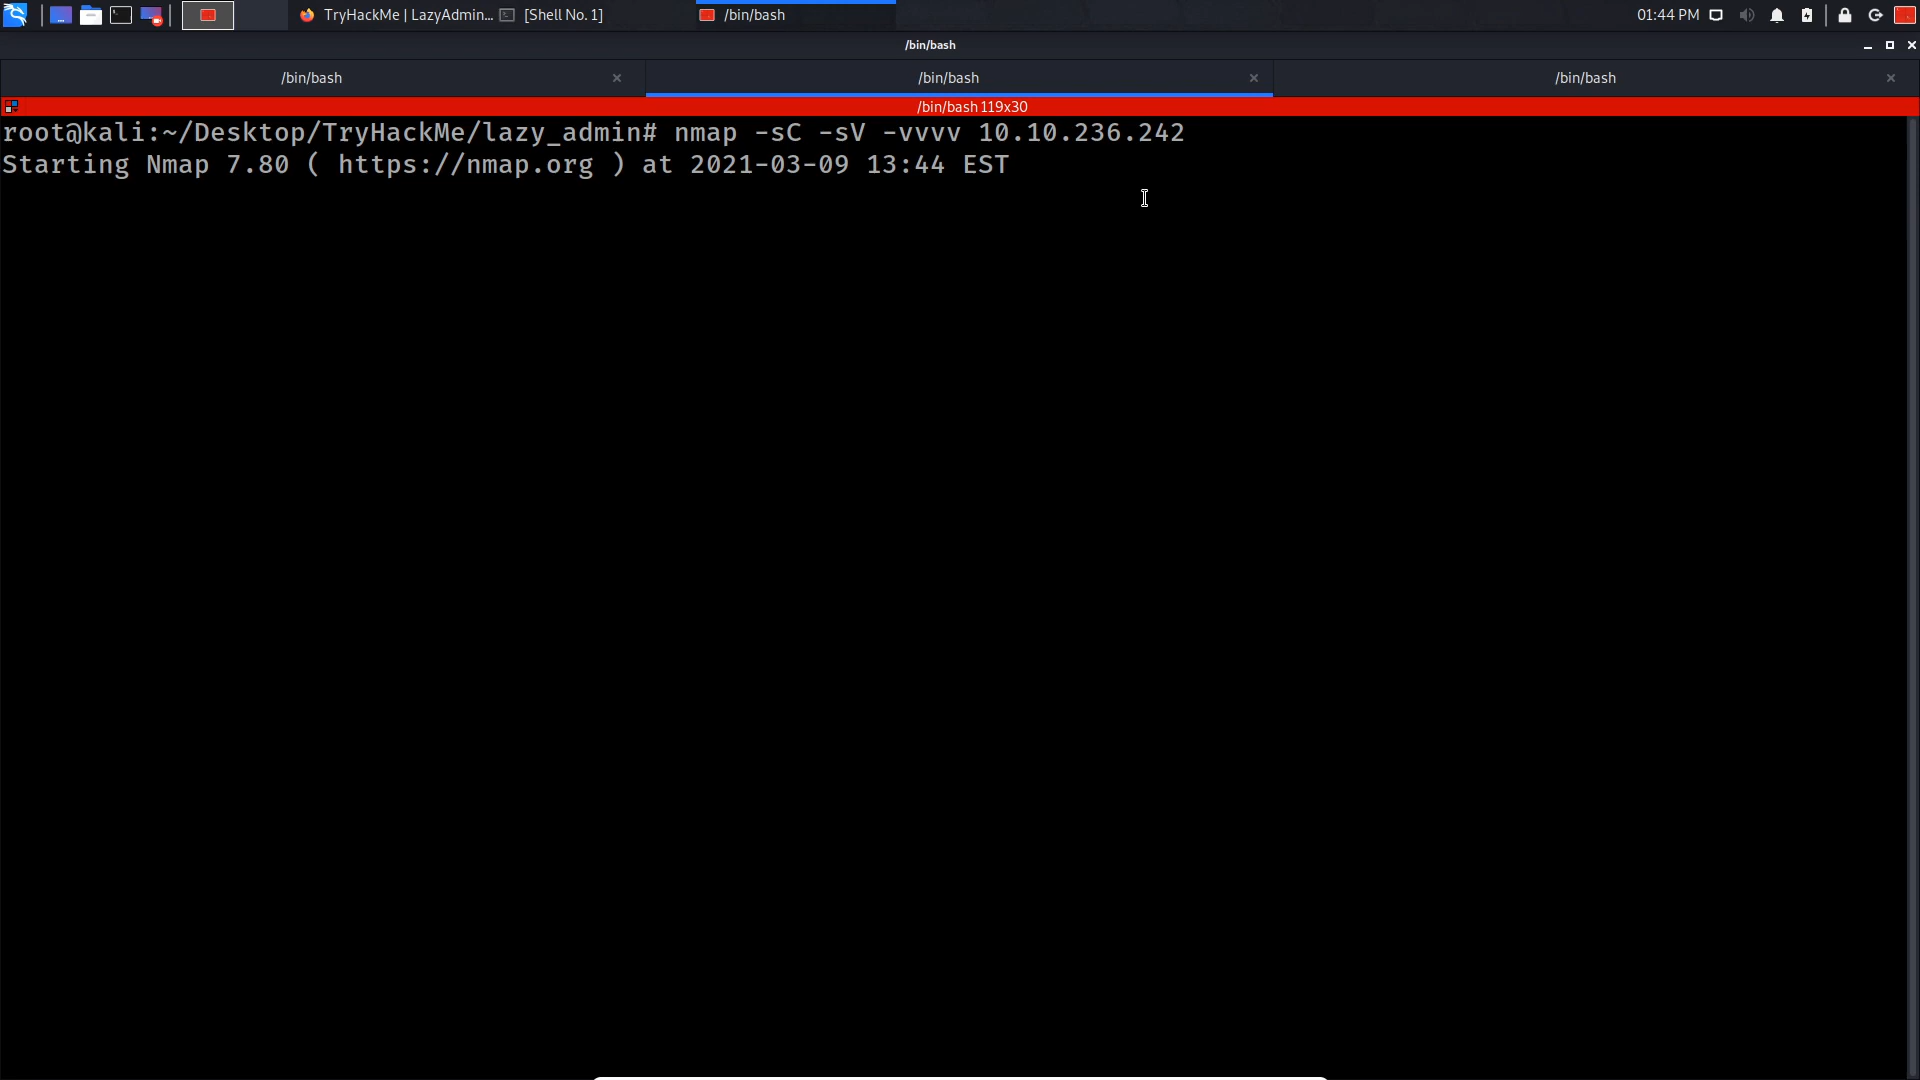 TryHackMe | LazyAdmin... [Shell No. 1] /bin/bash 01:44 PM
/bin/bash
/bin/bash /bin/bash /bin/bash
/bin/bash 119x30
root@kali:~/Desktop/TryHackMe/lazy_admin# nmap -sC -sV -vvvv 10.10.236.242
Starting Nmap 7.80 ( https://nmap.org ) at 2021-03-09 13:44 EST